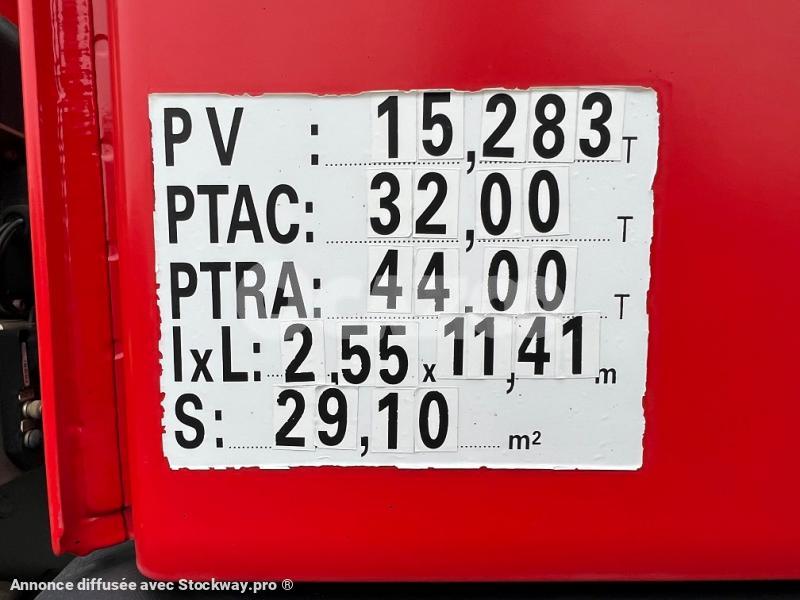 PV : 15,283 T
PTAC: 32,00 T
PTRA: 44.00 T
lxL: 2,55 x 11,41 m
S: 29,10 m²
Annonce diffusée avec Stockway.pro ®